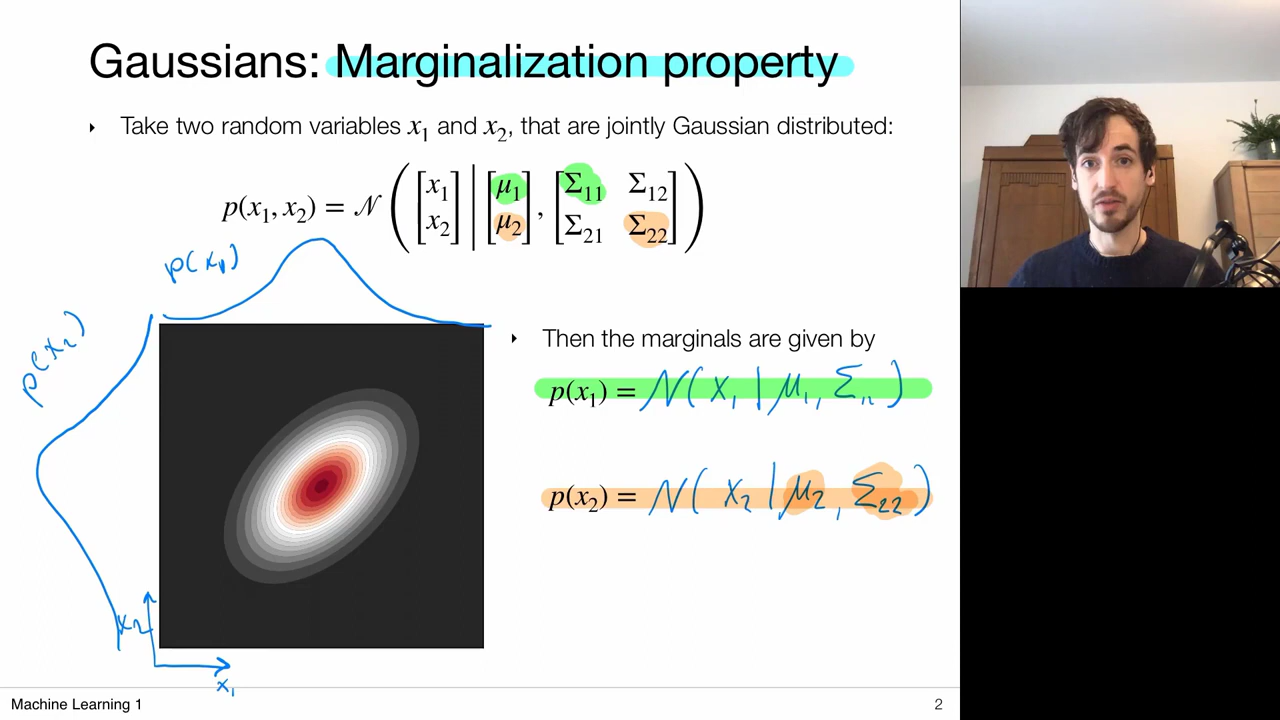 Gaussians: Marginalization property
‣ Take two random variables x₁ and x₂, that are jointly Gaussian distributed:
p(x₁, x₂) = 𝒩 ( [x₁ x₂] | [μ₁ μ₂] , [Σ₁₁ Σ₁₂ Σ₂₁ Σ₂₂] )
p(x₁)
p(x₂)
‣ Then the marginals are given by
p(x₁) = 𝒩( x₁ | μ₁, Σ₁₁ )
p(x₂) = 𝒩( x₂ | μ₂, Σ₂₂ )
x₂
x₁
Machine Learning 1
2